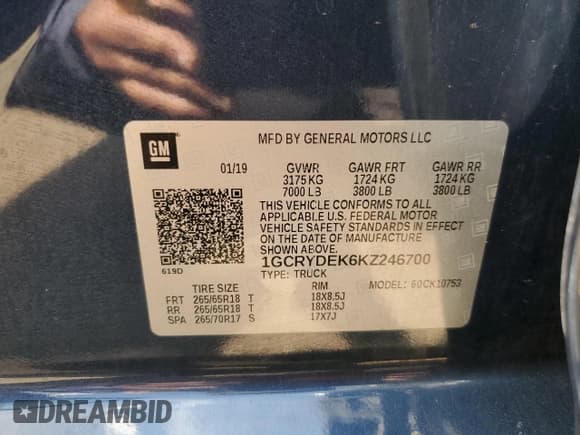 GM
MFD BY GENERAL MOTORS LLC
01/19 GVWR GAWR FRT GAWR RR
3175 KG 1724 KG 1724 KG
7000 LB 3800 LB 3800 LB
THIS VEHICLE CONFORMS TO ALL
APPLICABLE U.S. FEDERAL MOTOR
VEHICLE SAFETY STANDARDS IN EFFECT
ON THE DATE OF MANUFACTURE
SHOWN ABOVE.
1GCRYDEK6KZ246700
619D
TYPE: TRUCK MODEL: 60CK10753
TIRE SIZE RIM
FRT 265/65R18 T 18X8.5J
RR 265/65R18 T 18X8.5J
SPA 265/70R17 S 17X7J
DREAMBID